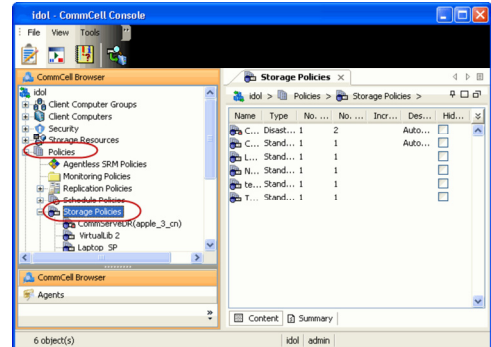 idol - CommCell Console
File View Tools
CommCell Browser
idol
Client Computer Groups
Client Computers
Security
Storage Resources
Policies
Agentless SRM Policies
Monitoring Policies
Replication Policies
Schedule Policies
Storage Policies
CommServeDR(apple_3_cn)
VirtualLib 2
Laptop SP
CommCell Browser
Agents
Storage Policies
idol > Policies > Storage Policies >
Name Type No. ... No. ... Incr... Des... Hid...
C... Disast... 1 2 Auto...
C... Stand... 1 1 Auto...
L... Stand... 1 1
N... Stand... 1 1
te... Stand... 1 1
T... Stand... 1 1
Content Summary
6 object(s) idol admin